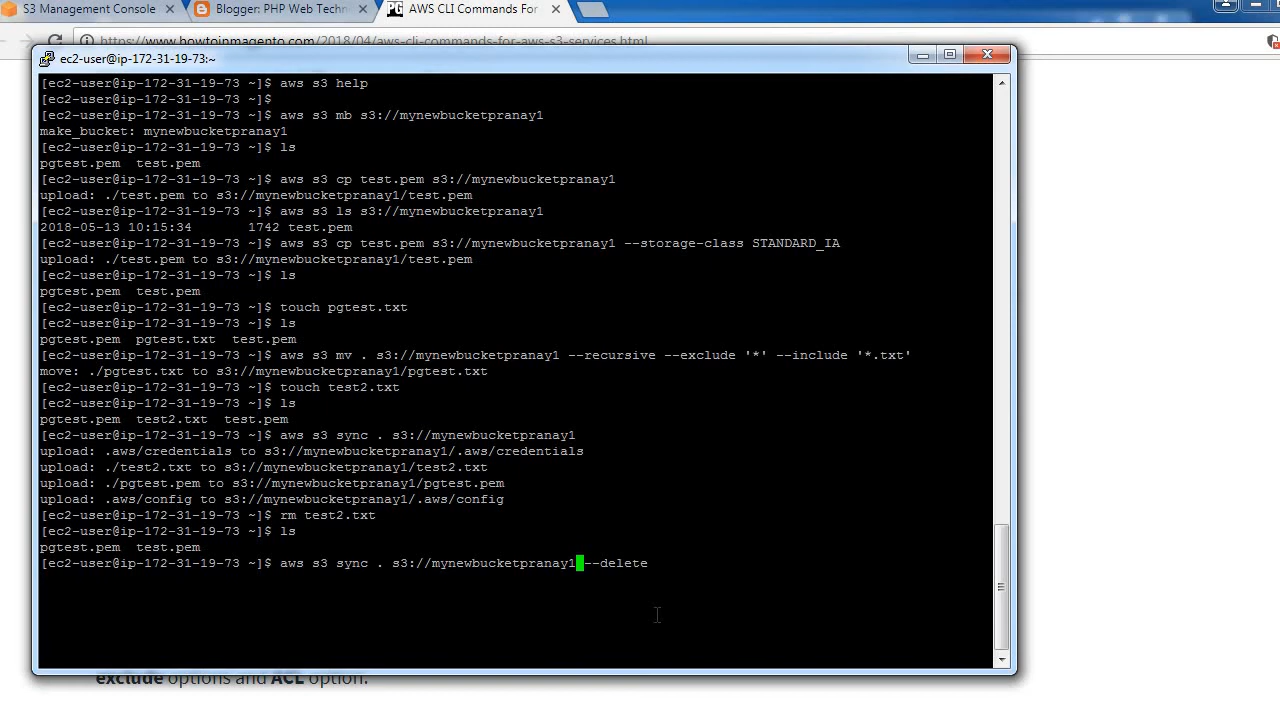 S3 Management Console
Blogger: PHP Web Techn
AWS CLI Commands For
https://www.howtoinmagento.com/2018/04/aws-cli-commands-for-aws-s3-services.html
ec2-user@ip-172-31-19-73:~
[ec2-user@ip-172-31-19-73 ~]$ aws s3 help
[ec2-user@ip-172-31-19-73 ~]$
[ec2-user@ip-172-31-19-73 ~]$ aws s3 mb s3://mynewbucketpranay1
make_bucket: mynewbucketpranay1
[ec2-user@ip-172-31-19-73 ~]$ ls
pgtest.pem  test.pem
[ec2-user@ip-172-31-19-73 ~]$ aws s3 cp test.pem s3://mynewbucketpranay1
upload: ./test.pem to s3://mynewbucketpranay1/test.pem
[ec2-user@ip-172-31-19-73 ~]$ aws s3 ls s3://mynewbucketpranay1
2018-05-13 10:15:34       1742 test.pem
[ec2-user@ip-172-31-19-73 ~]$ aws s3 cp test.pem s3://mynewbucketpranay1 --storage-class STANDARD_IA
upload: ./test.pem to s3://mynewbucketpranay1/test.pem
[ec2-user@ip-172-31-19-73 ~]$ ls
pgtest.pem  test.pem
[ec2-user@ip-172-31-19-73 ~]$ touch pgtest.txt
[ec2-user@ip-172-31-19-73 ~]$ ls
pgtest.pem  pgtest.txt  test.pem
[ec2-user@ip-172-31-19-73 ~]$ aws s3 mv . s3://mynewbucketpranay1 --recursive --exclude '*' --include '*.txt'
move: ./pgtest.txt to s3://mynewbucketpranay1/pgtest.txt
[ec2-user@ip-172-31-19-73 ~]$ touch test2.txt
[ec2-user@ip-172-31-19-73 ~]$ ls
pgtest.pem  test2.txt  test.pem
[ec2-user@ip-172-31-19-73 ~]$ aws s3 sync . s3://mynewbucketpranay1
upload: .aws/credentials to s3://mynewbucketpranay1/.aws/credentials
upload: ./test2.txt to s3://mynewbucketpranay1/test2.txt
upload: ./pgtest.pem to s3://mynewbucketpranay1/pgtest.pem
upload: .aws/config to s3://mynewbucketpranay1/.aws/config
[ec2-user@ip-172-31-19-73 ~]$ rm test2.txt
[ec2-user@ip-172-31-19-73 ~]$ ls
pgtest.pem  test.pem
[ec2-user@ip-172-31-19-73 ~]$ aws s3 sync . s3://mynewbucketpranay1 --delete
exclude options and ACL option.